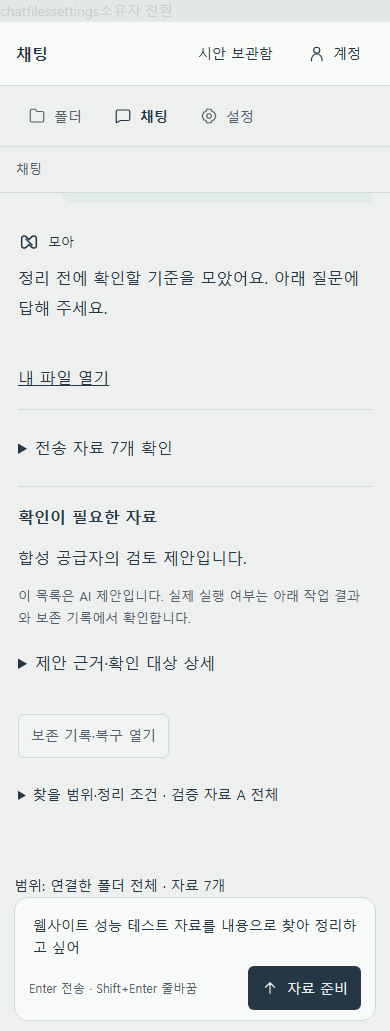 chatfilessettings소유자 전환
채팅 시안 보관함 계정
폴더 채팅 설정
채팅
모아
정리 전에 확인할 기준을 모았어요. 아래 질문에
답해 주세요.
내 파일 열기
▶ 전송 자료 7개 확인
확인이 필요한 자료
합성 공급자의 검토 제안입니다.
이 목록은 AI 제안입니다. 실제 실행 여부는 아래 작업 결과
와 보존 기록에서 확인합니다.
▶ 제안 근거·확인 대상 상세
보존 기록·복구 열기
▶ 찾을 범위·정리 조건 · 검증 자료 A 전체
범위: 연결한 폴더 전체 · 자료 7개
웹사이트 성능 테스트 자료를 내용으로 찾아 정리하
고 싶어
Enter 전송 · Shift+Enter 줄바꿈
↑ 자료 준비